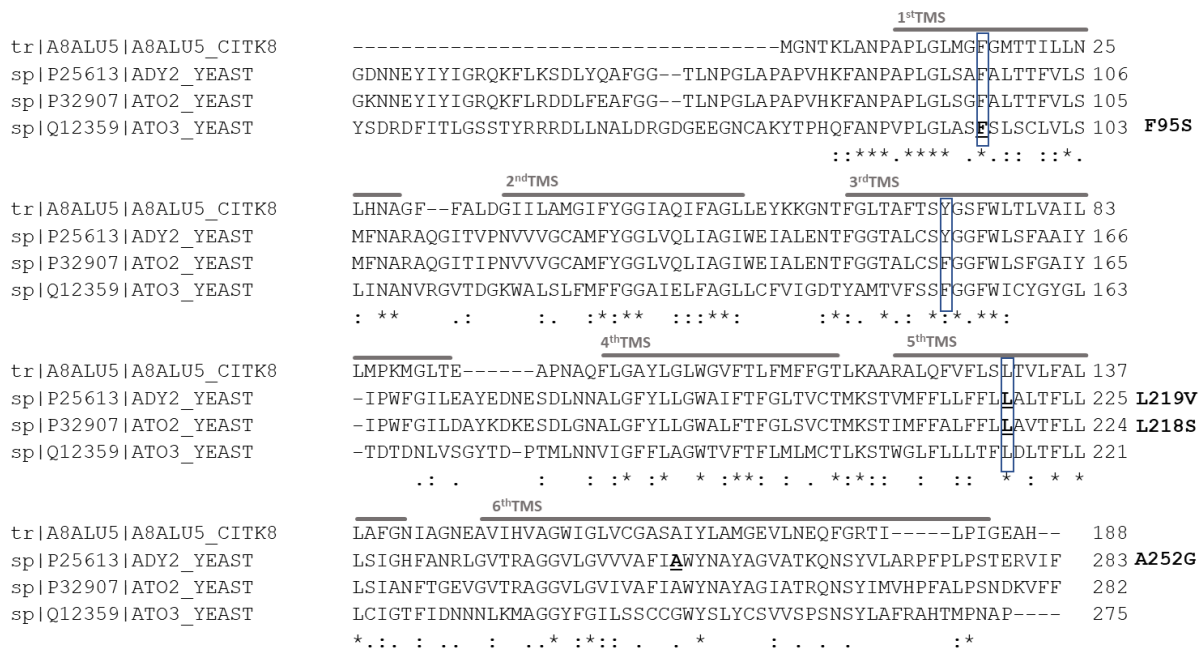 1stTMS
tr|A8ALU5|A8ALU5_CITK8 -----------------------------------MGNTKLANPAPLGLMGFGMTTILLN 25
sp|P25613|ADY2_YEAST GDNNEYIYIGRQKFLKSDLYQAFGG--TLNPGLAPAPVHKFANPAPLGLSAFALTTFVLS 106
sp|P32907|ATO2_YEAST GKNNEYIYIGRQKFLRDDLFEAFGG--TLNPGLAPAPVHKFANPAPLGLSGFALTTFVLS 105
sp|Q12359|ATO3_YEAST YSDRDFITLGSSTYRRRDLLNALDRGDGEEGNCAKYTPHQFANPVPLGLASFSLSCLVLS 103 F95S
::***.**** .*.:: ::*.
2ndTMS 3rdTMS
tr|A8ALU5|A8ALU5_CITK8 LHNAGF--FALDGIILAMGIFYGGIAQIFAGLLEYKKGNTFGLTAFTSYGSFWLTLVAIL 83
sp|P25613|ADY2_YEAST MFNARAQGITVPNVVVGCAMFYGGLVQLIAGIWEIALENTFGGTALCSYGGFWLSFAAIY 166
sp|P32907|ATO2_YEAST MFNARAQGITIPNVVVGCAMFYGGLVQLIAGIWEIALENTFGGTALCSFGGFWLSFGAIY 165
sp|Q12359|ATO3_YEAST LINANVRGVTDGKWALSLFMFFGGAIELFAGLLCFVIGDTYAMTVFSSFGGFWICYGYGL 163
: ** .: :. :*:** :::**: :*:. *.: *:*.**:
4thTMS 5thTMS
tr|A8ALU5|A8ALU5_CITK8 LMPKMGLTE------APNAQFLGAYLGLWGVFTLFMFFGTLKAARALQFVFLSLTVLFAL 137
sp|P25613|ADY2_YEAST -IPWFGILEAYEDNESDLNNALGFYLLGWAIFTFGLTVCTMKSTVMFFLLFFLLALTFLL 225 L219V
sp|P32907|ATO2_YEAST -IPWFGILDAYKDKESDLGNALGFYLLGWALFTFGLSVCTMKSTIMFFALFFLLAVTFLL 224 L218S
sp|Q12359|ATO3_YEAST -TDTDNLVSGYTD-PTMLNNVIGFFLAGWTVFTFLMLMCTLKSTWGLFLLLTFLDLTFLL 221
.: . : :* :* * :**: : . *:*:: : :: * : * *
6thTMS
tr|A8ALU5|A8ALU5_CITK8 LAFGNIAGNEAVIHVAGWIGLVCGASAIYLAMGEVLNEQFGRTI-----LPIGEAH-- 188
sp|P25613|ADY2_YEAST LSIGHFANRLGVTRAGGVLGVVVAFIAWYNAYAGVATKQNSYVLARPFPLPSTERVIF 283 A252G
sp|P32907|ATO2_YEAST LSIANFTGEVGVTRAGGVLGVIVAFIAWYNAYAGIATRQNSYIMVHPFALPSNDKVFF 282
sp|Q12359|ATO3_YEAST LCIGTFIDNNNLKMAGGYFGILSSCCGWYSLYCSVVSPSNSYLAFRAHTMPNAP---- 275
*.:. : .. : ..* :*:: . . * : . . :*